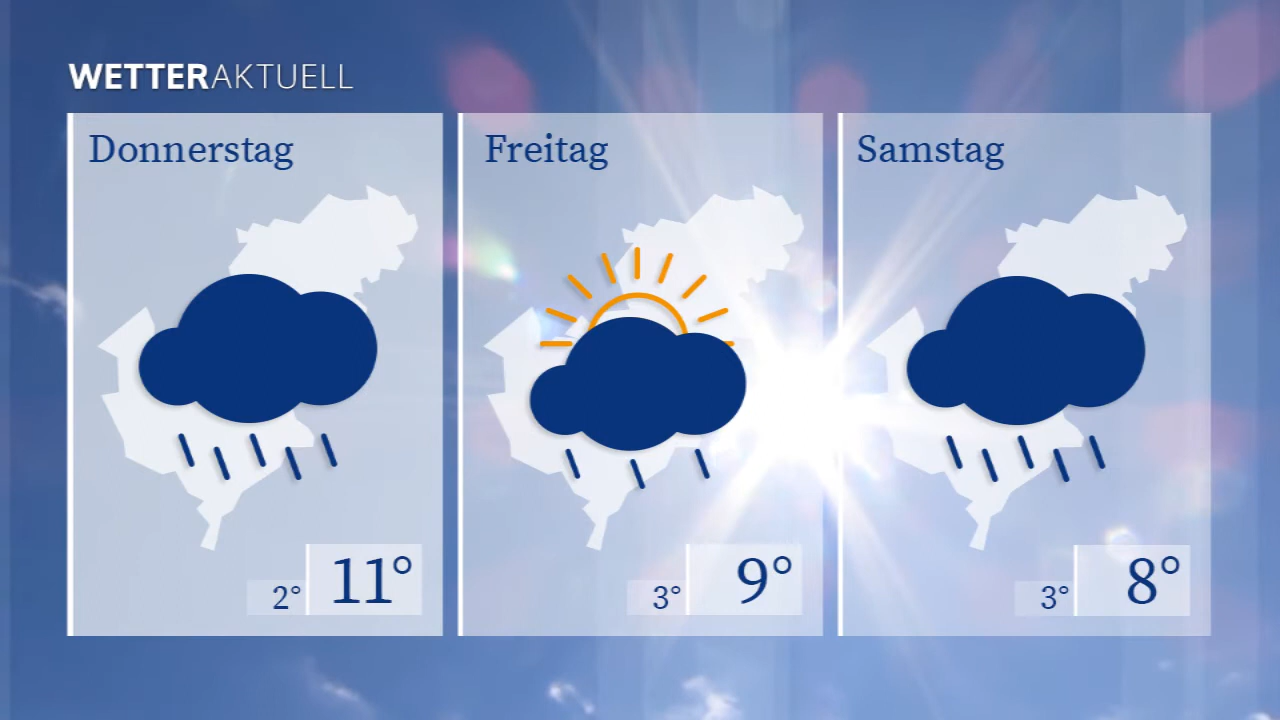 WETTERAKTUELL
Donnerstag
2° 11°
Freitag
3° 9°
Samstag
3° 8°